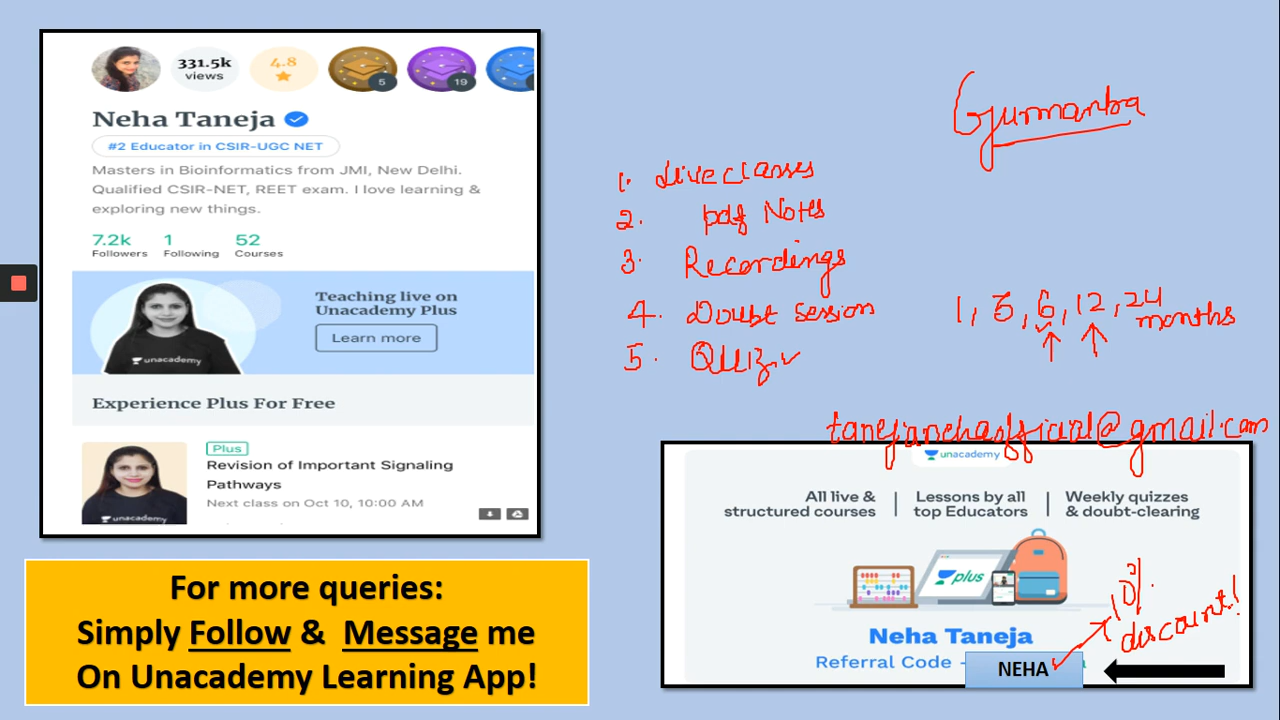 331.5k
views
4.8
5
19
Neha Taneja
#2 Educator in CSIR-UGC NET
Masters in Bioinformatics from JMI, New Delhi.
Qualified CSIR-NET, REET exam. I love learning &
exploring new things.
7.2k 1 52
Followers Following Courses
Teaching live on
Unacademy Plus
Learn more
unacademy
Experience Plus For Free
Plus
Revision of Important Signaling
Pathways
Next class on Oct 10, 10:00 AM
unacademy
For more queries:
Simply Follow & Message me
On Unacademy Learning App!
Gurmantra
1. Live classes
2. pdf Notes
3. Recordings
4. Doubt session
5. Quiz
1, 3, 6, 12, 24
months
tanejanehaofficial@gmail.com
unacademy
All live &
structured courses
Lessons by all
top Educators
Weekly quizzes
& doubt-clearing
plus
Neha Taneja
Referral Code -
NEHA
10%
discount!